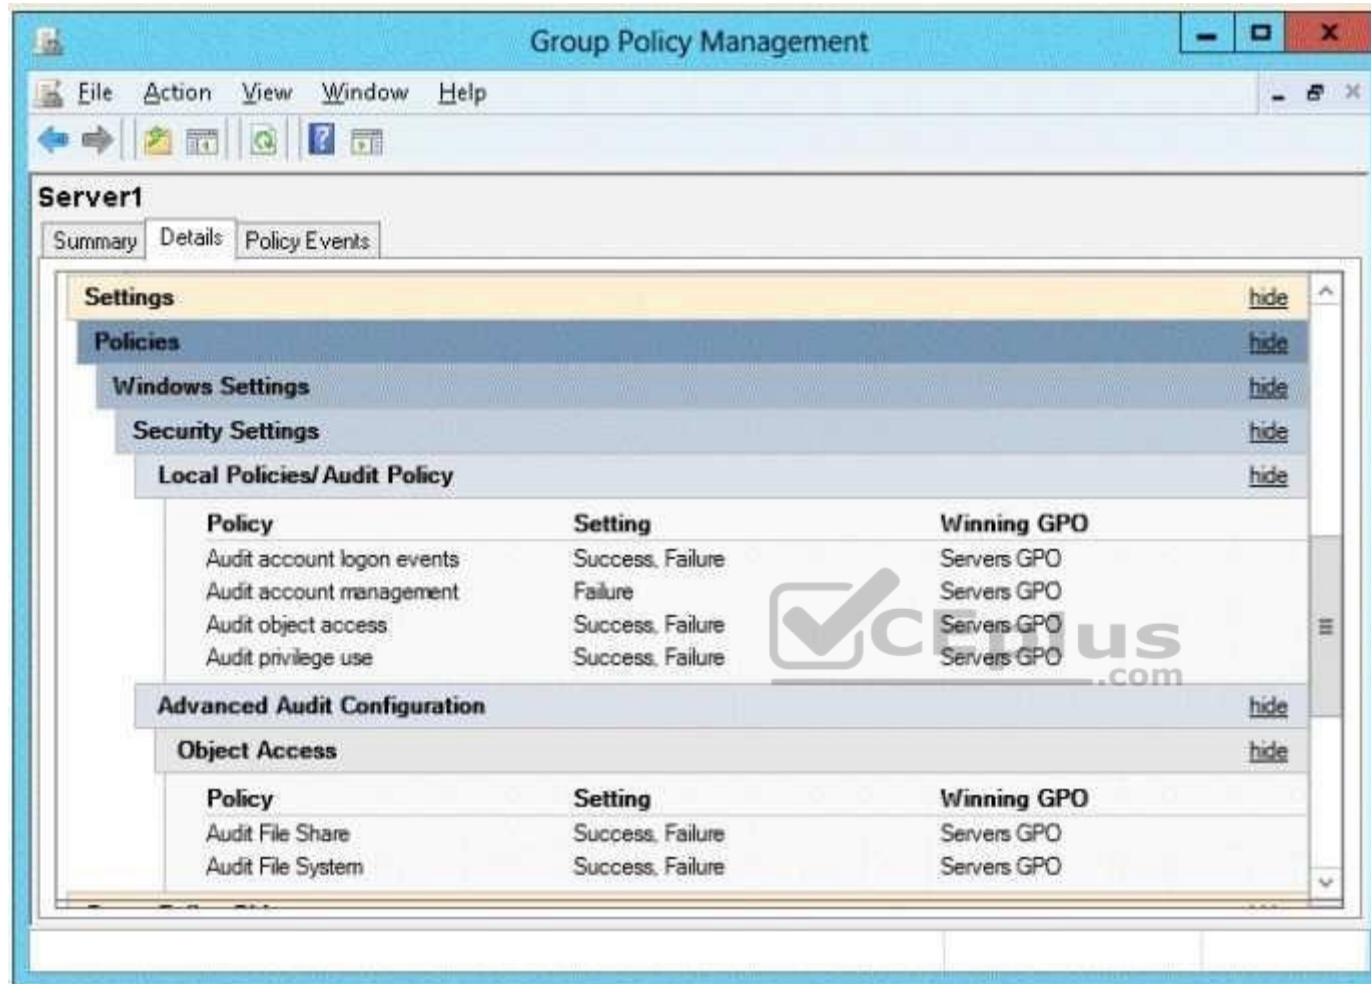 Group Policy Management
File Action View Window Help
Server1
Summary Details Policy Events
Settings hide
Policies hide
Windows Settings hide
Security Settings hide
Local Policies/Audit Policy hide
Policy Setting Winning GPO
Audit account logon events Success, Failure Servers GPO
Audit account management Failure Servers GPO
Audit object access Success, Failure Servers GPO
Audit privilege use Success, Failure Servers GPO
VCEplus
.com
Advanced Audit Configuration hide
Object Access hide
Policy Setting Winning GPO
Audit File Share Success, Failure Servers GPO
Audit File System Success, Failure Servers GPO